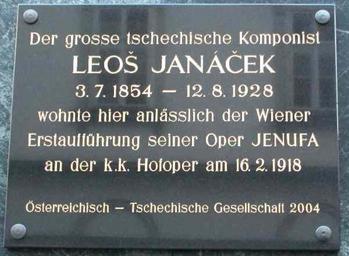 Der grosse tschechische Komponist
LEOŠ JANÁČEK
3. 7. 1854 – 12. 8. 1928
wohnte hier anlässlich der Wiener
Erstaufführung seiner Oper JENUFA
an der k.k. Hofoper am 16. 2. 1918
Österreichisch – Tschechische Gesellschaft 2004